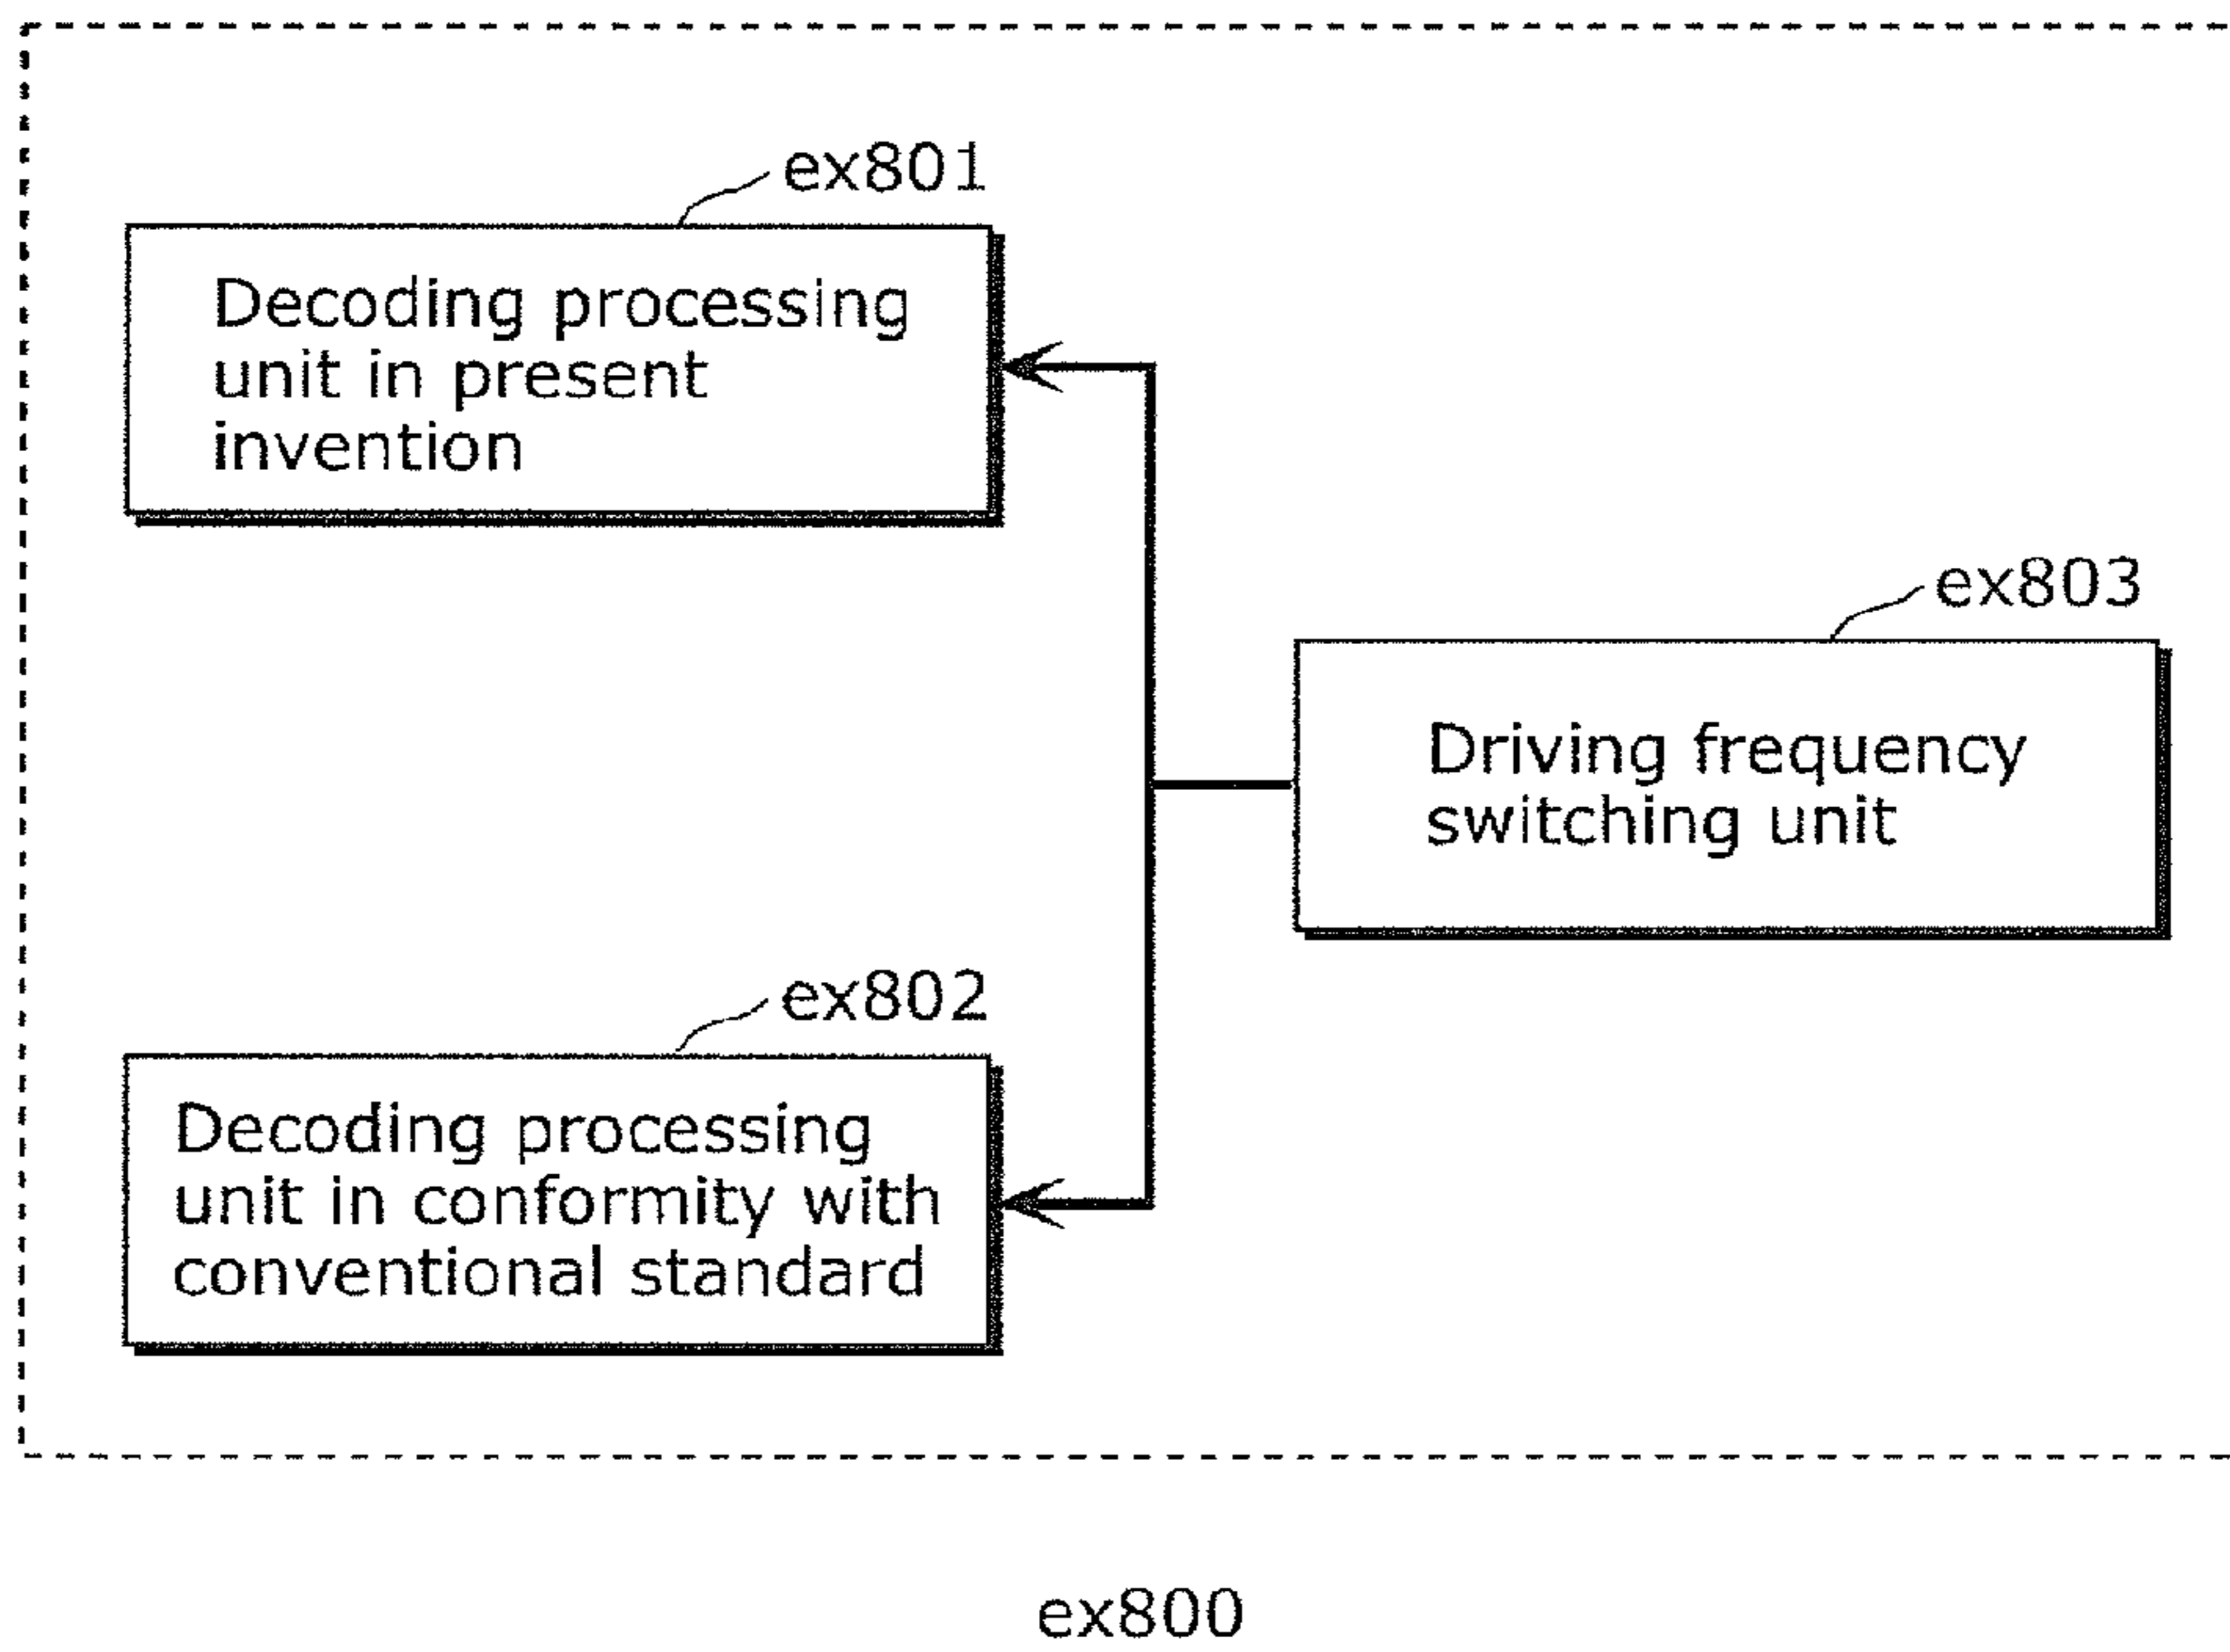 ex801
Decoding processing
unit in present
invention
ex803
Driving frequency
switching unit
ex802
Decoding processing
unit in conformity with
conventional standard
ex800